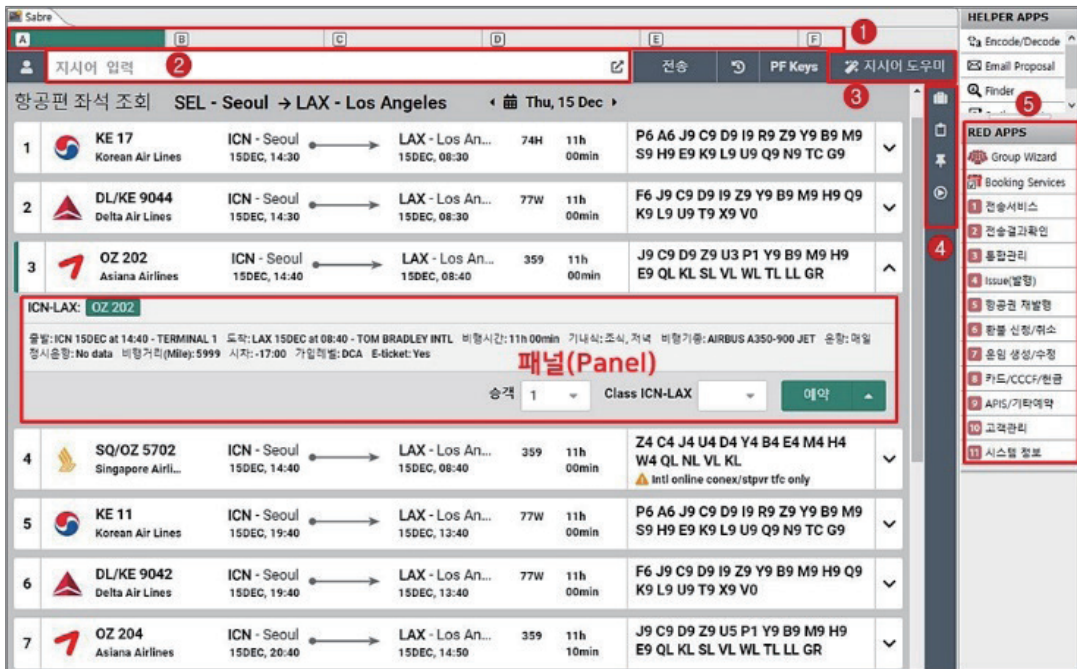 Sabre
HELPER APPS
A B C D E F
1
Encode/Decode
지시어 입력
2
전송
PF Keys
지시어 도우미
Email Proposal
3
Finder
5
항공편 좌석 조회 SEL - Seoul → LAX - Los Angeles Thu, 15 Dec
RED APPS
Group Wizard
Booking Services
1 전송서비스
2 전송결과확인
3 통합관리
4 Issue(발행)
5 항공권 재발행
6 환불 신청/취소
7 운임 생성/수정
8 카드/CCCF/현금
9 APIS/기타예약
10 고객관리
11 시스템 정보
4
1 KE 17 ICN - Seoul LAX - Los An... 74H 11h P6 A6 J9 C9 D9 I9 R9 Z9 Y9 B9 M9
Korean Air Lines 15DEC, 14:30 15DEC, 08:30 00min S9 H9 E9 K9 L9 U9 Q9 N9 TC G9
2 DL/KE 9044 ICN - Seoul LAX - Los An... 77W 11h F6 J9 C9 D9 I9 Z9 Y9 B9 M9 H9 Q9
Delta Air Lines 15DEC, 14:30 15DEC, 08:30 00min K9 L9 U9 T9 X9 V0
3 OZ 202 ICN - Seoul LAX - Los An... 359 11h J9 C9 D9 Z9 U3 P1 Y9 B9 M9 H9
Asiana Airlines 15DEC, 14:40 15DEC, 08:40 00min E9 QL KL SL VL WL TL LL GR
ICN-LAX: OZ 202
출발: ICN 15DEC at 14:40 - TERMINAL 1 도착: LAX 15DEC at 08:40 - TOM BRADLEY INTL 비행시간: 11h 00min 기내식: 조식, 저녁 비행기종: AIRBUS A350-900 JET 운항: 매일
정시운항: No data 비행거리(Mile): 5999 시차: -17:00 가입레벨: DCA E-ticket: Yes
패널(Panel)
승객 1 Class ICN-LAX 예약
4 SQ/OZ 5702 ICN - Seoul LAX - Los An... 359 11h Z4 C4 J4 U4 D4 Y4 B4 E4 M4 H4
Singapore Airli... 15DEC, 14:40 15DEC, 08:40 00min W4 QL NL VL KL
Intl online conex/stpvr tfc only
5 KE 11 ICN - Seoul LAX - Los An... 77W 11h P6 A6 J9 C9 D9 I9 R9 Z9 Y9 B9 M9
Korean Air Lines 15DEC, 19:40 15DEC, 13:40 00min S9 H9 E9 K9 L9 U9 Q9 N9 TC G9
6 DL/KE 9042 ICN - Seoul LAX - Los An... 77W 11h F6 J9 C9 D9 I9 Z9 Y9 B9 M9 H9 Q9
Delta Air Lines 15DEC, 19:40 15DEC, 13:40 00min K9 L9 U9 T9 X9 V0
7 OZ 204 ICN - Seoul LAX - Los An... 359 11h J9 C9 D9 Z9 U5 P1 Y9 B9 M9 H9
Asiana Airlines 15DEC, 20:40 15DEC, 14:50 10min E9 QL KL SL VL WL TL LL GR